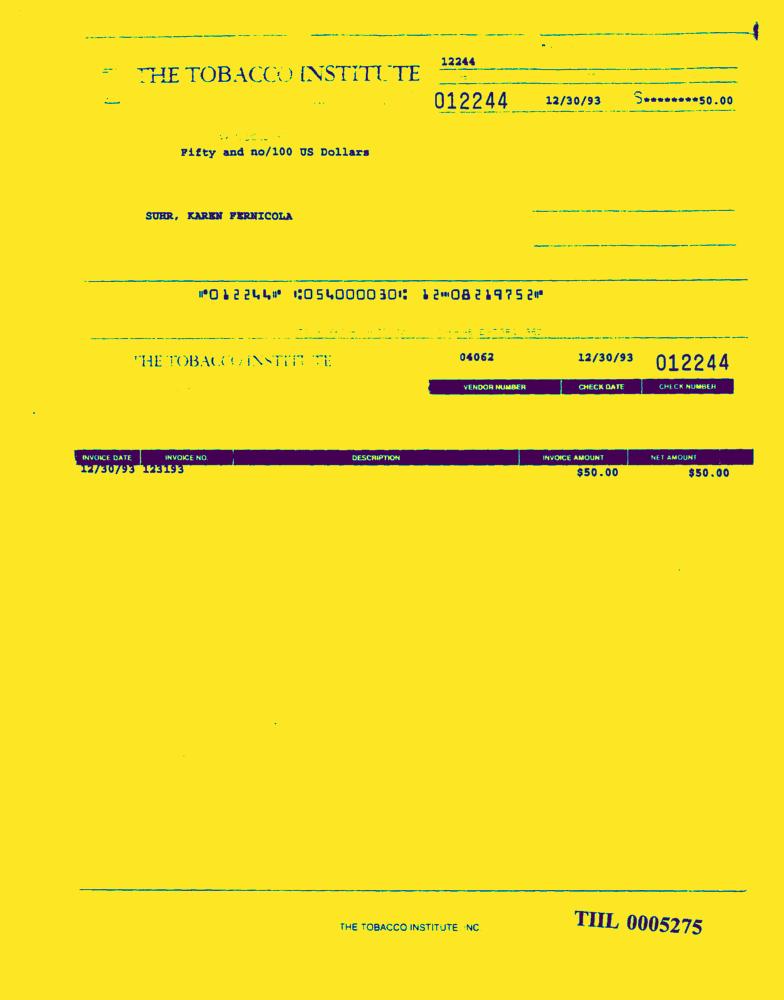 12244
THE TOBACCO INSTITUTE
012244 12/30/93 $********50.00
Fifty and no/100 US Dollars
SUHR, KAREN FERNICOLA
⑈012244⑈ ⑆054000030⑆ 12⑉08219752⑈
THE TOBACCO INSTITUTE 04062 12/30/93 012244
VENDOR NUMBER CHECK DATE CHECK NUMBER
INVOICE DATE INVOICE NO. DESCRIPTION INVOICE AMOUNT NET AMOUNT
12/30/93 123193 $50.00 $50.00
THE TOBACCO INSTITUTE INC
TIIL 0005275